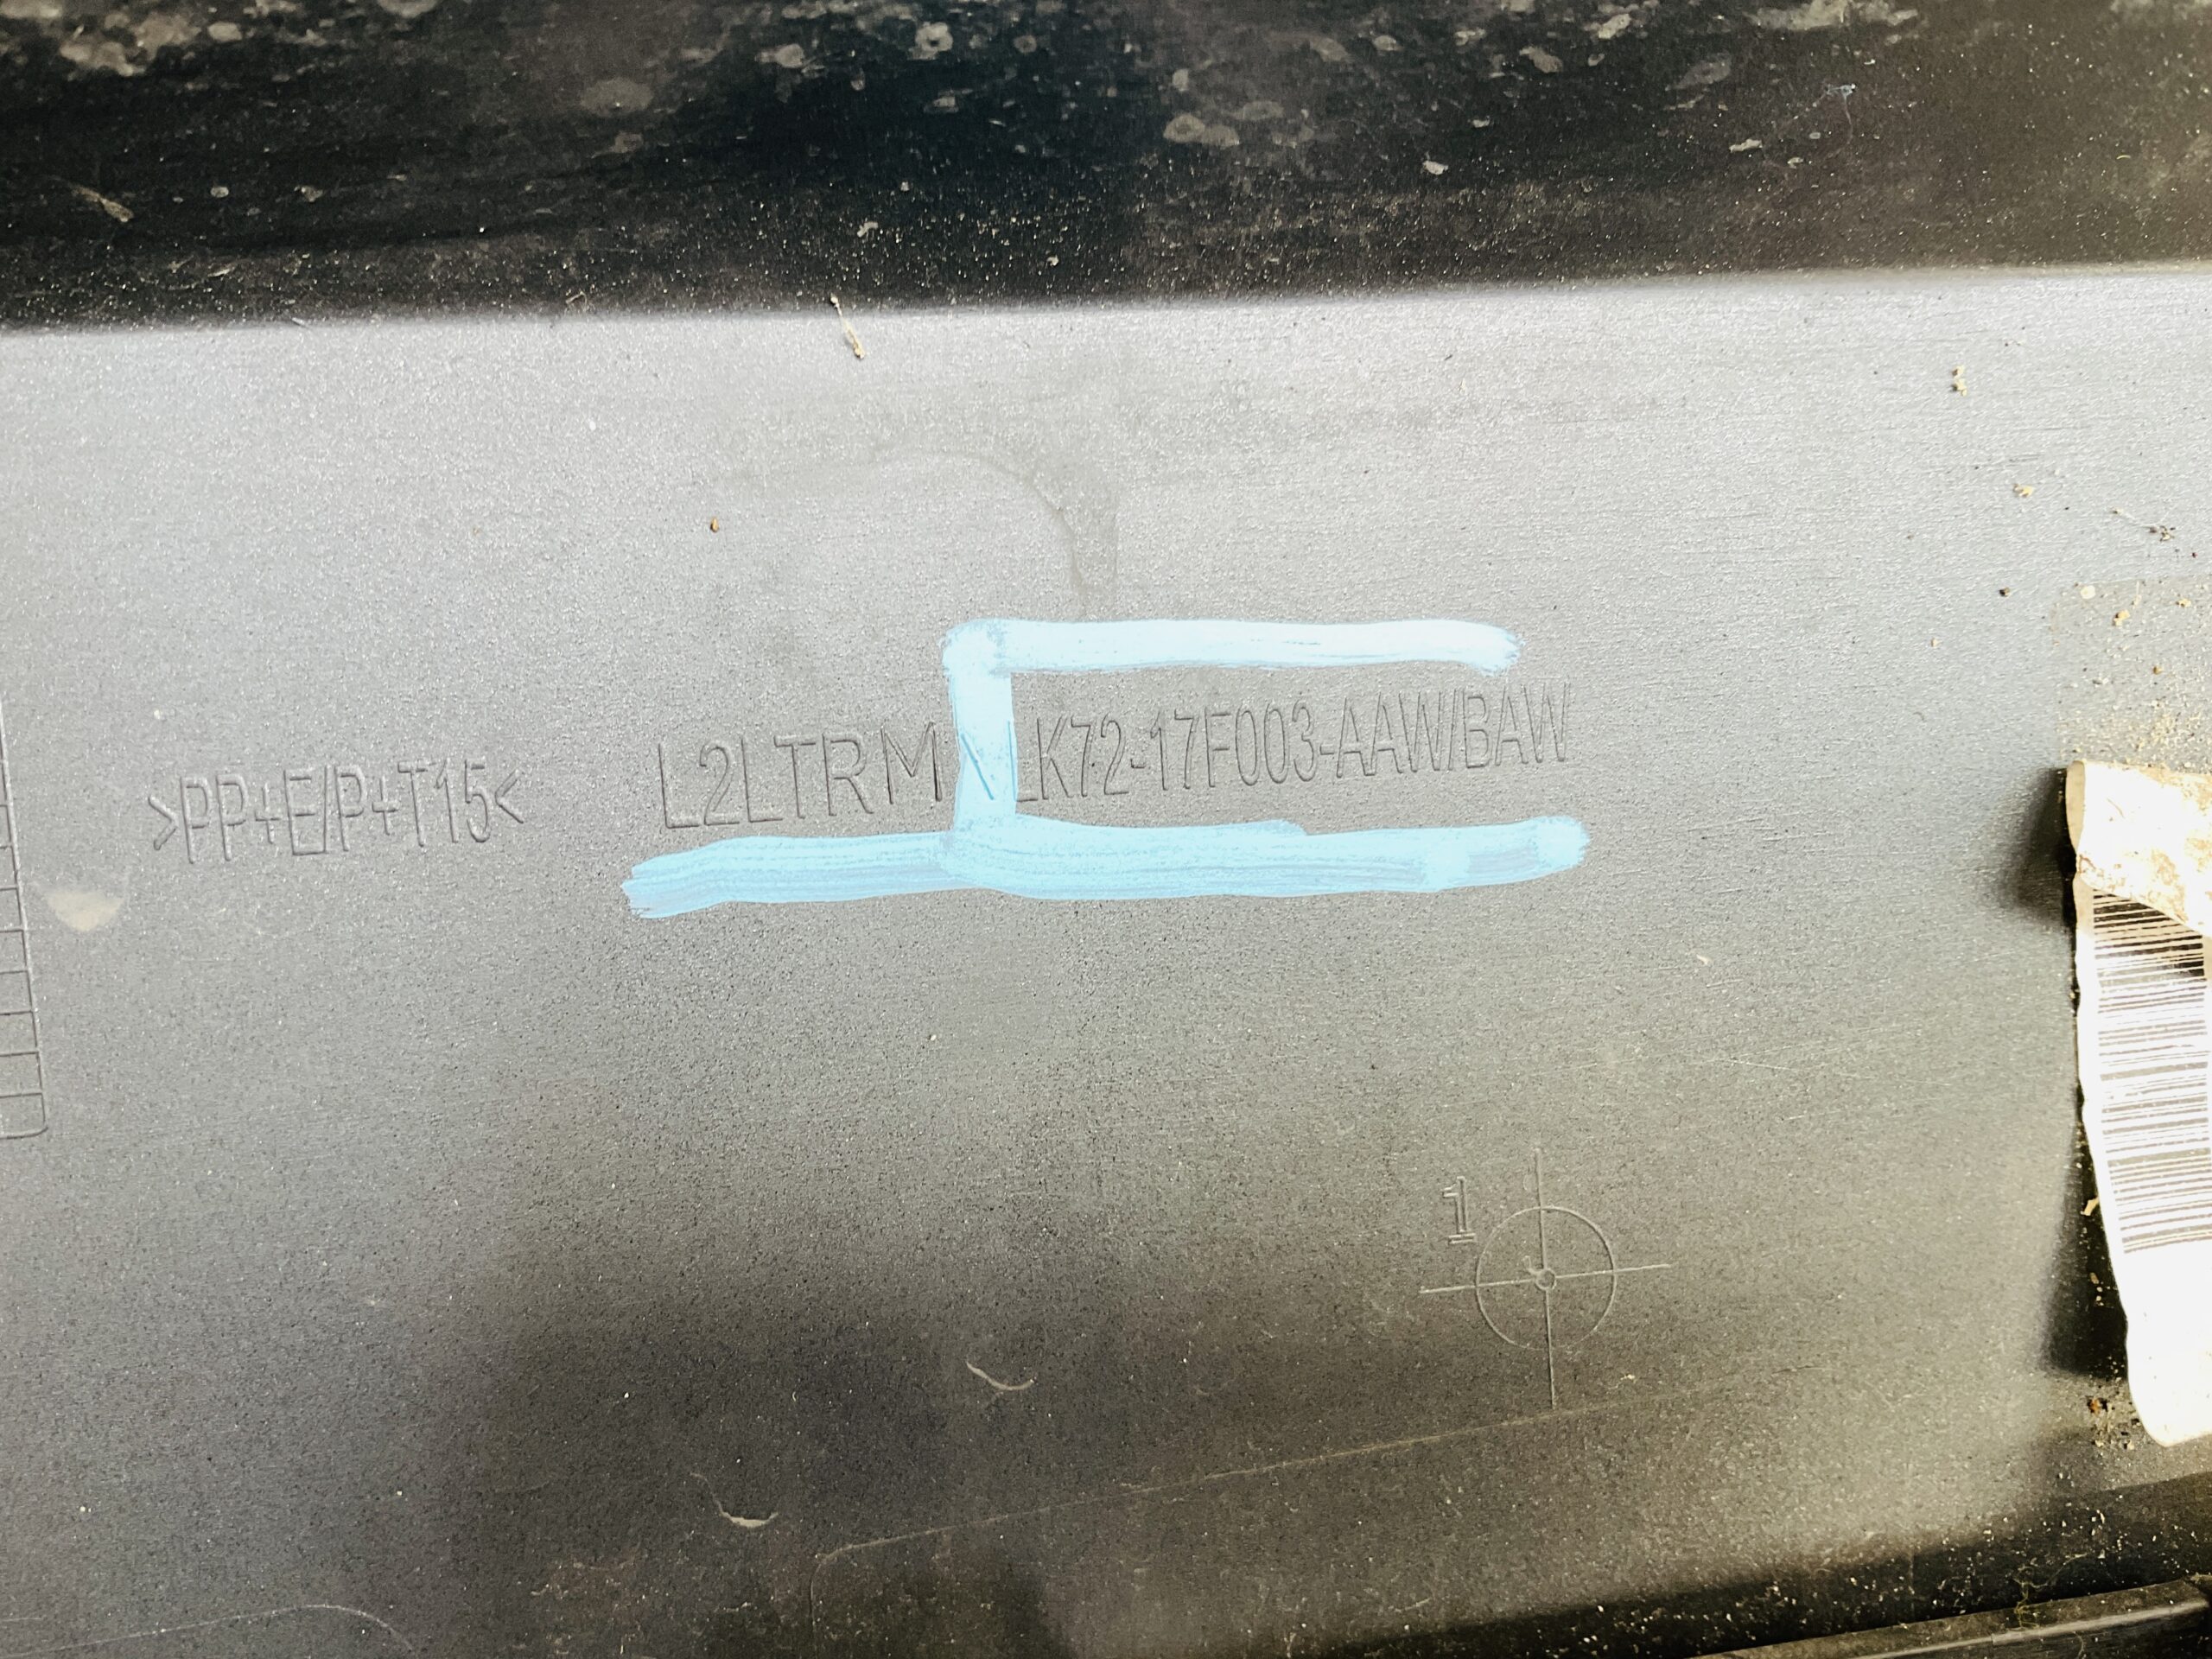 >PP+E/P+T15< L2LTRM \ LK72-17F003-AAW/BAW
1